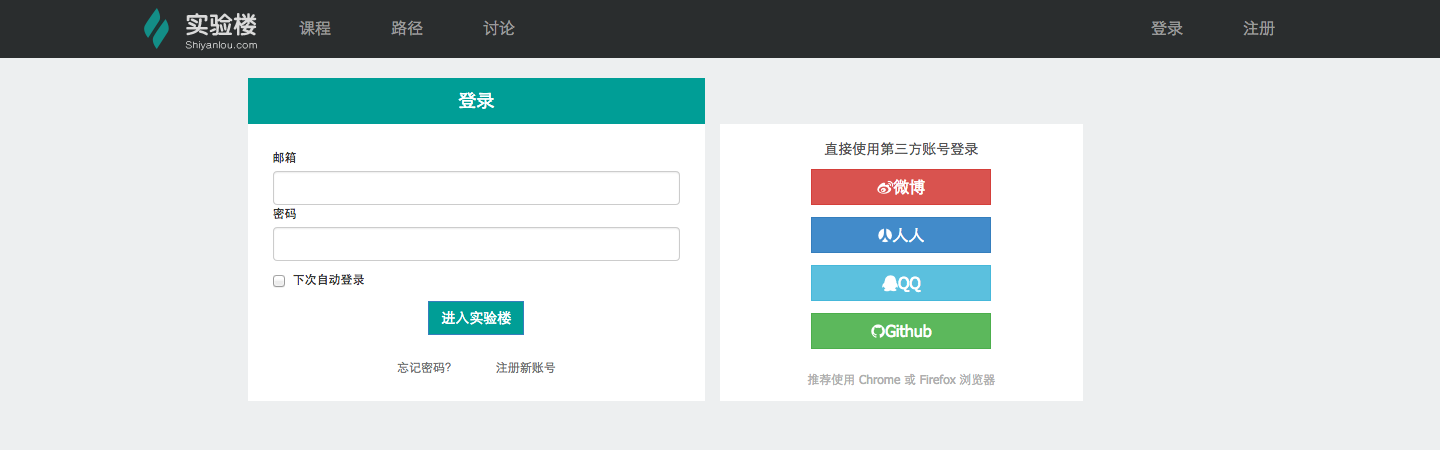 实验楼
Shiyanlou.com
课程 路径 讨论 登录 注册
登录
邮箱
密码
下次自动登录
进入实验楼
忘记密码? 注册新账号
直接使用第三方账号登录
微博
人人
QQ
Github
推荐使用 Chrome 或 Firefox 浏览器